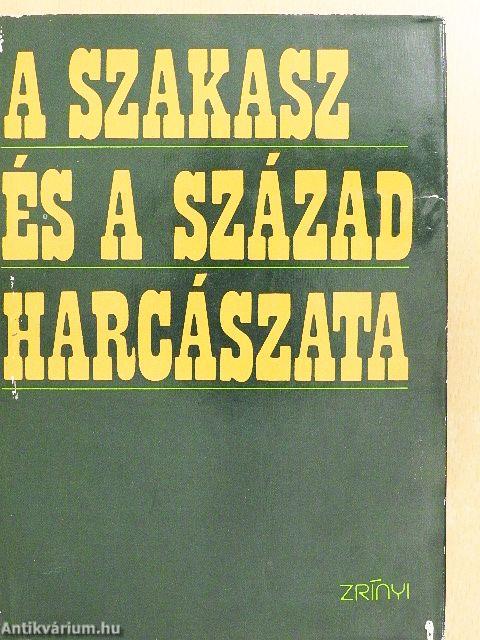 A SZAKASZ
ÉS A SZÁZAD
HARCÁSZATA
ZRÍNYI
Antikvárium.hu